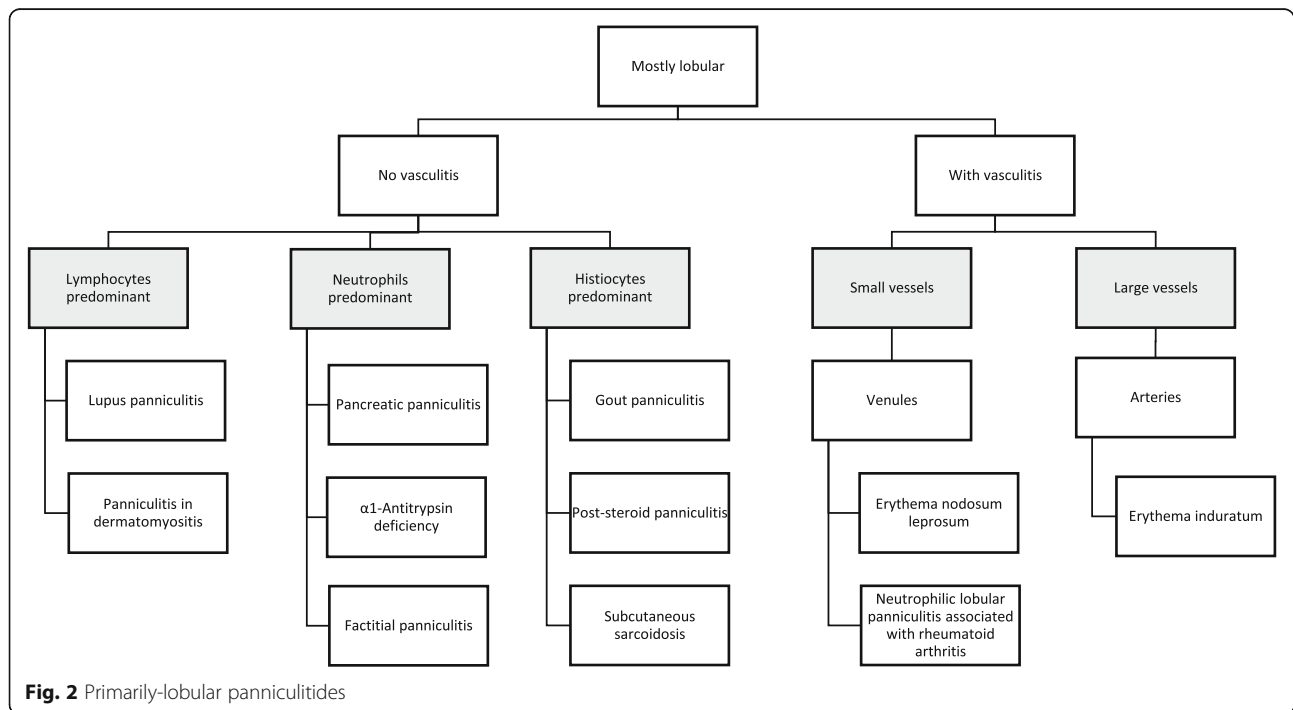 Mostly lobular
No vasculitis
With vasculitis
Lymphocytes
predominant
Neutrophils
predominant
Histiocytes
predominant
Small vessels
Large vessels
Lupus panniculitis
Pancreatic panniculitis
Gout panniculitis
Venules
Arteries
Panniculitis in
dermatomyositis
α1-Antitrypsin
deficiency
Post-steroid panniculitis
Erythema nodosum
leprosum
Erythema induratum
Factitial panniculitis
Subcutaneous
sarcoidosis
Neutrophilic lobular
panniculitis associated
with rheumatoid
arthritis
Fig. 2 Primarily-lobular panniculitides